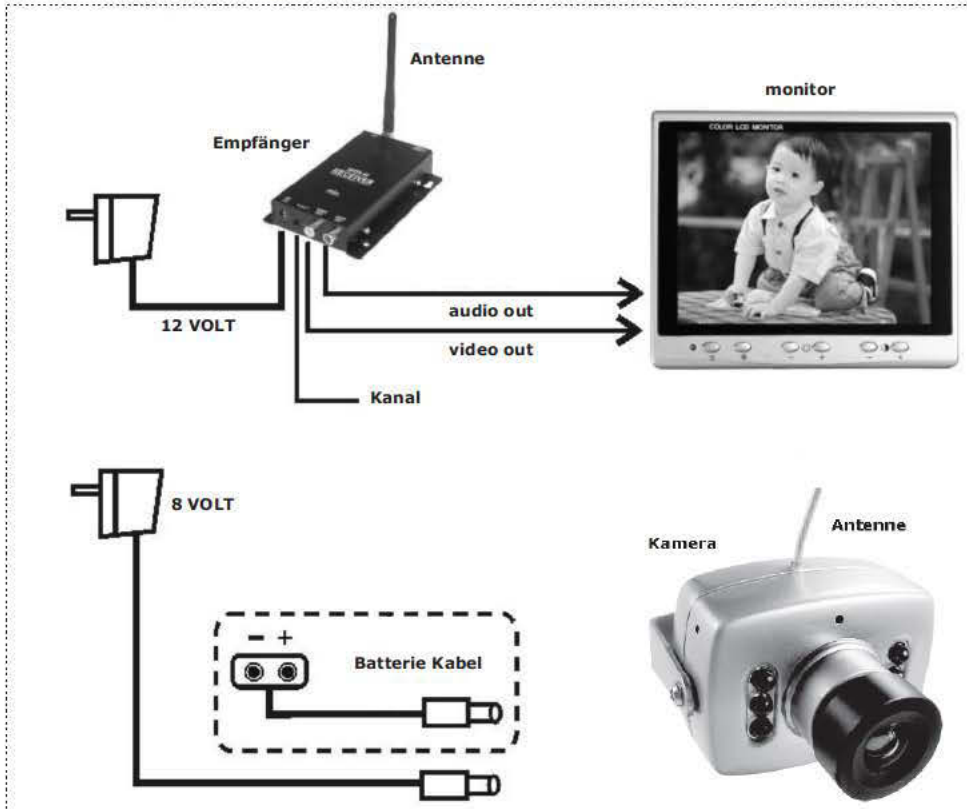 Antenne
monitor
Empfänger
COLOR LCD MONITOR
RECEIVER
audio out
12 VOLT
video out
Kanal
8 VOLT
Antenne
Kamera
- +
Batterie Kabel